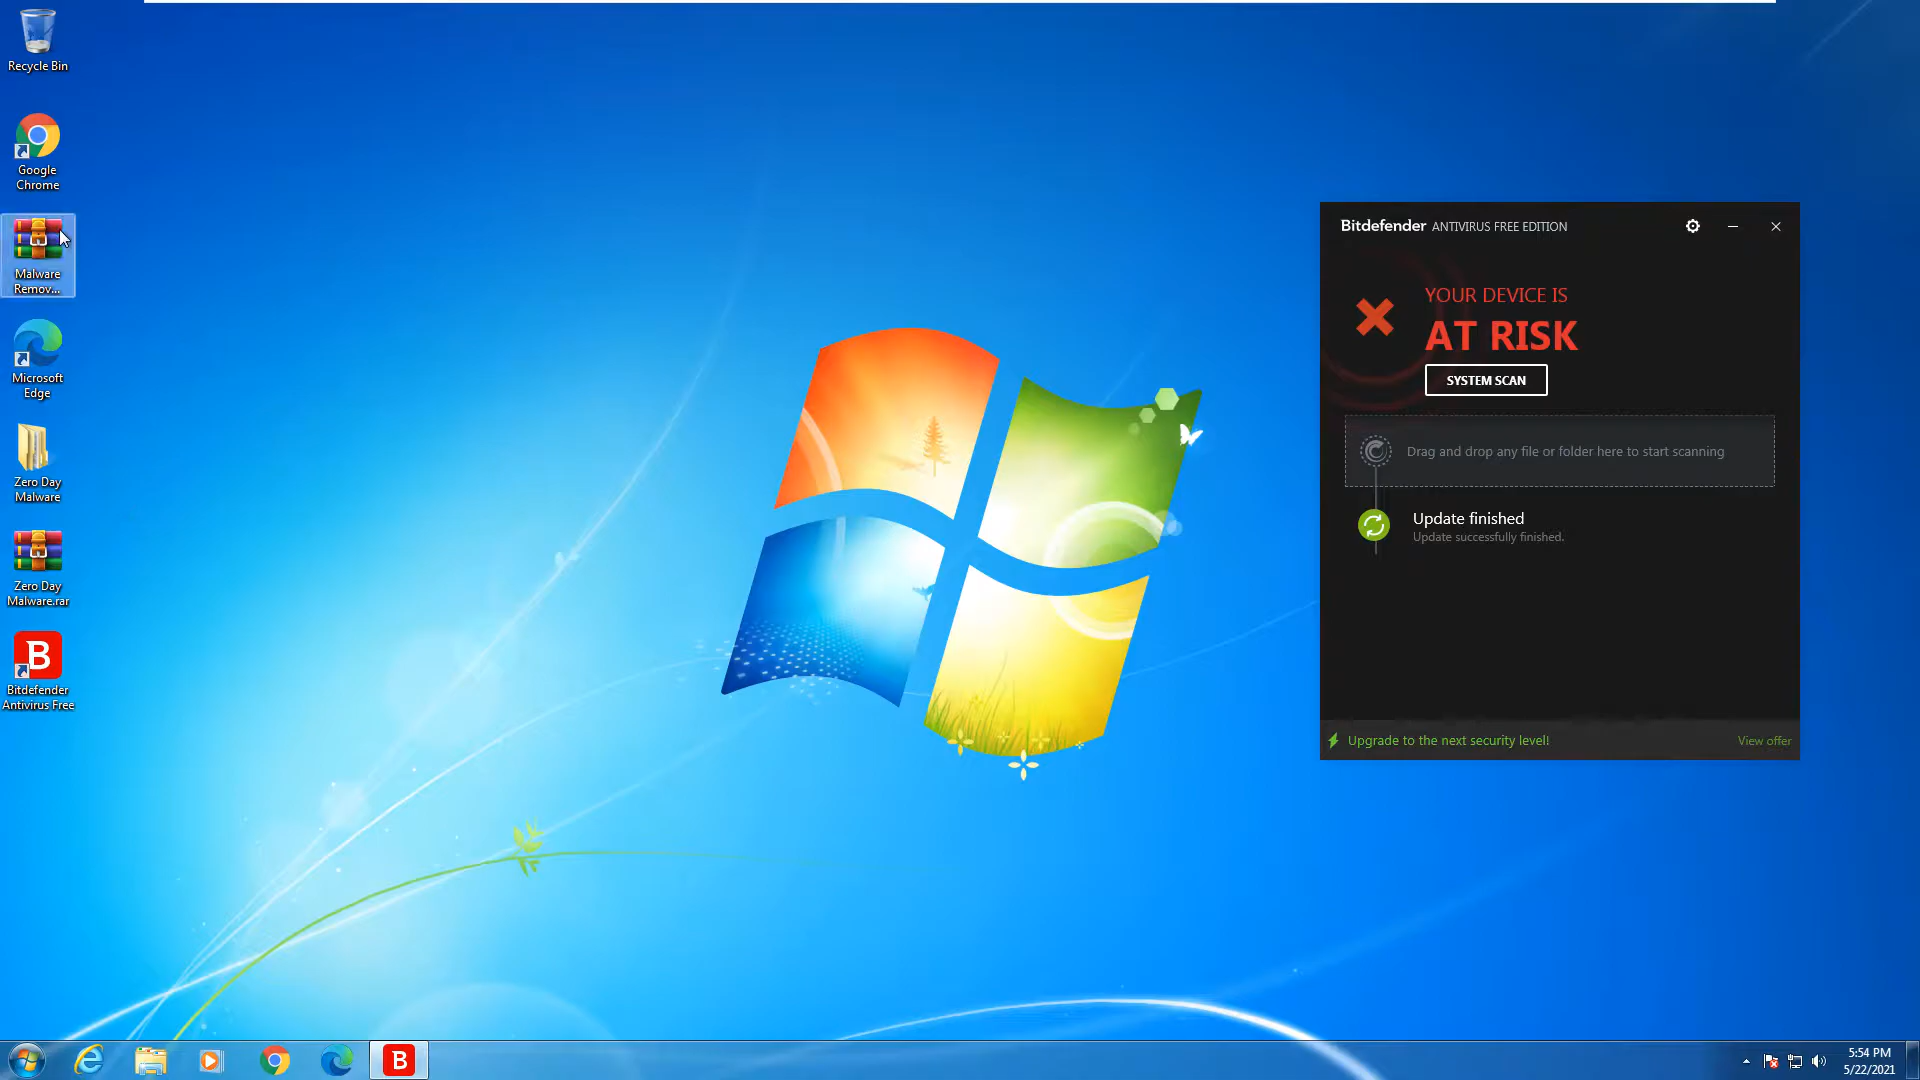 Recycle Bin
Google
Chrome
Malware
Remov...
Microsoft
Edge
Zero Day
Malware
Zero Day
Malware.rar
B
Bitdefender
Antivirus Free
Bitdefender ANTIVIRUS FREE EDITION
YOUR DEVICE IS
AT RISK
SYSTEM SCAN
Drag and drop any file or folder here to start scanning
Update finished
Update successfully finished.
Upgrade to the next security level!
View offer
B
5:54 PM
5/22/2021